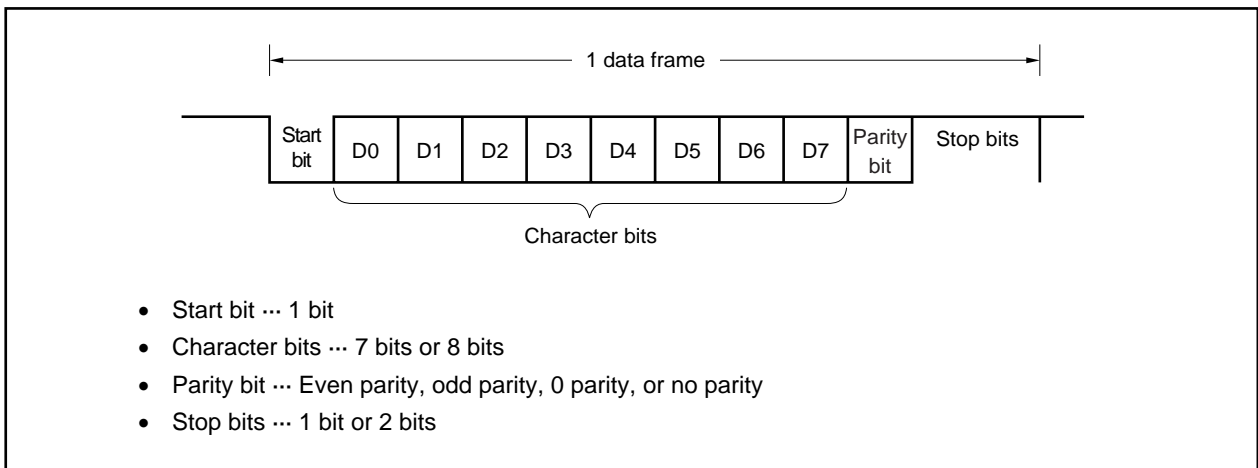 1 data frame
Start bit D0 D1 D2 D3 D4 D5 D6 D7 Parity bit Stop bits
Character bits
• Start bit ··· 1 bit
• Character bits ··· 7 bits or 8 bits
• Parity bit ··· Even parity, odd parity, 0 parity, or no parity
• Stop bits ··· 1 bit or 2 bits